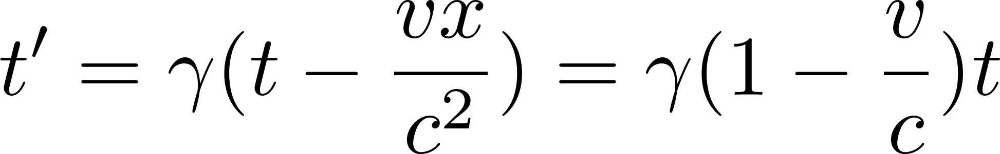 t′ = γ(t − vx/c²) = γ(1 − v/c)t